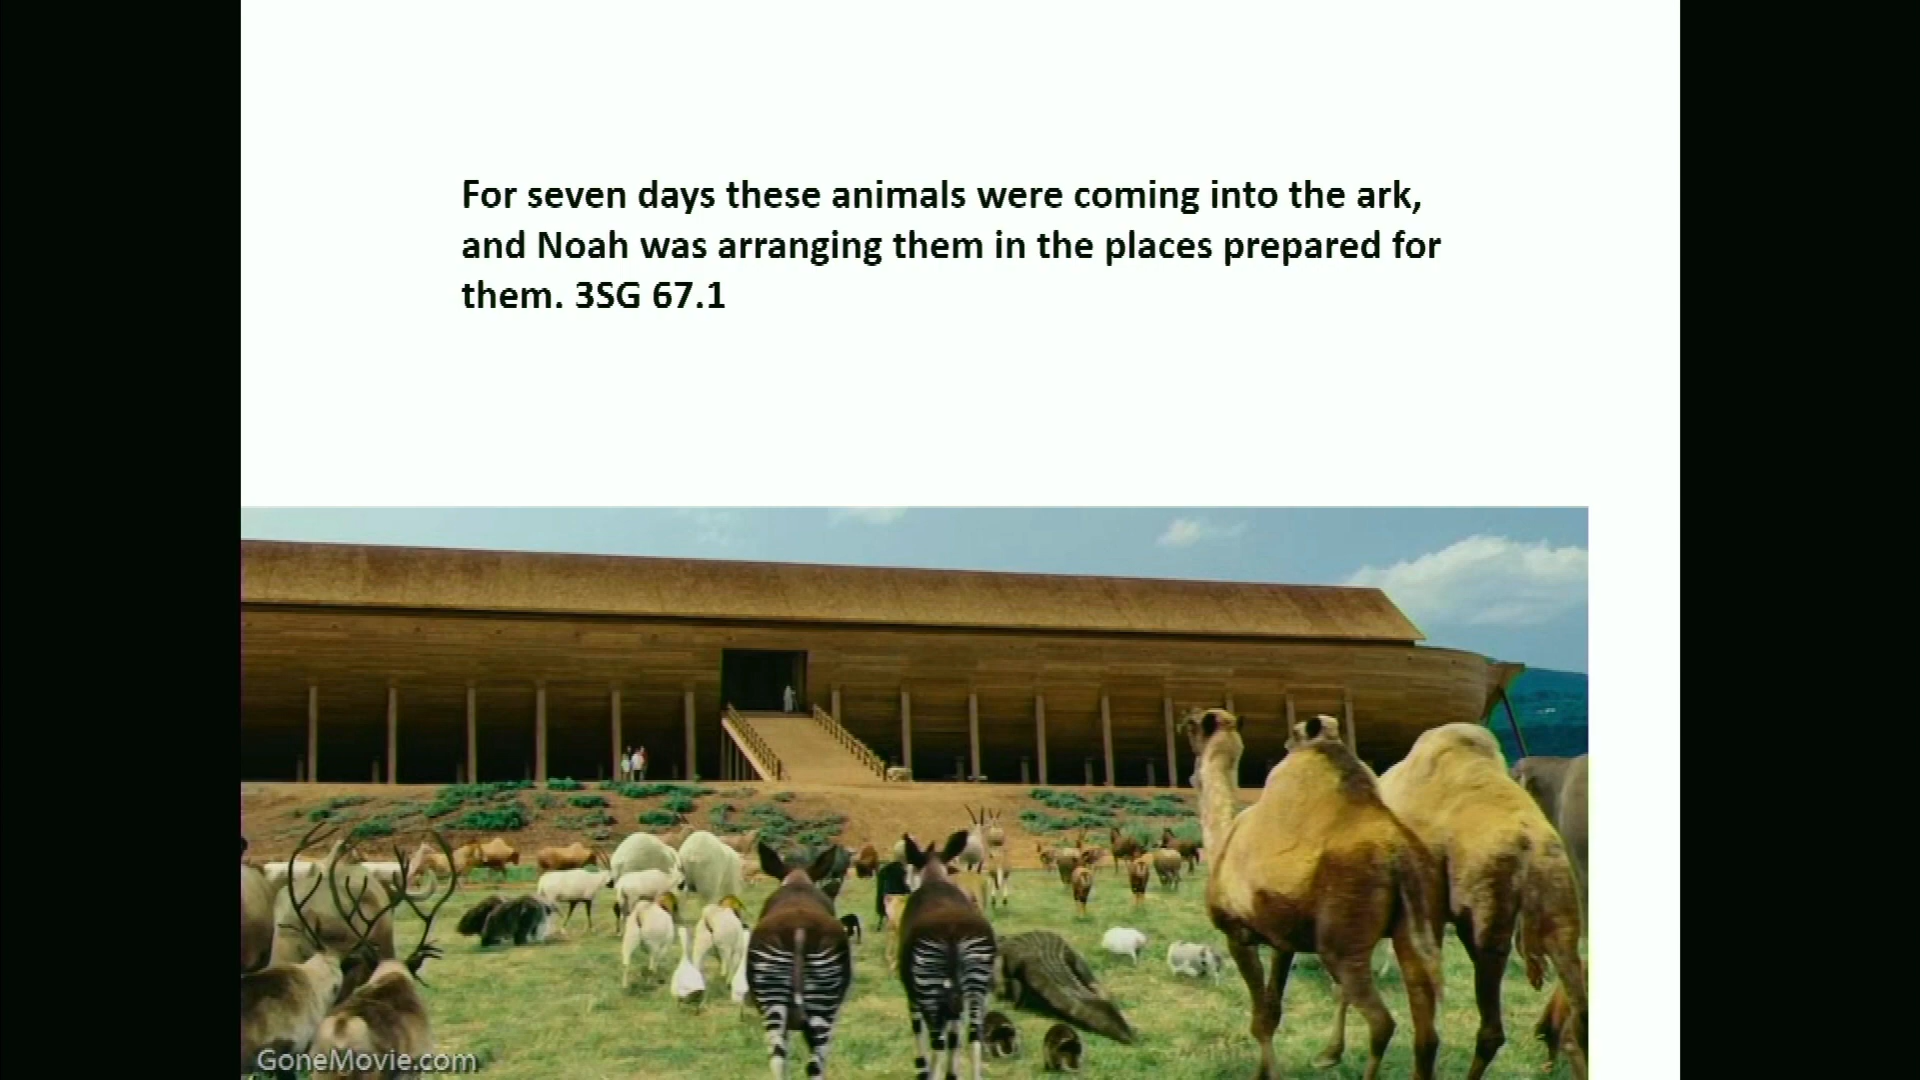 For seven days these animals were coming into the ark,
and Noah was arranging them in the places prepared for
them. 3SG 67.1
GoneMovie.com